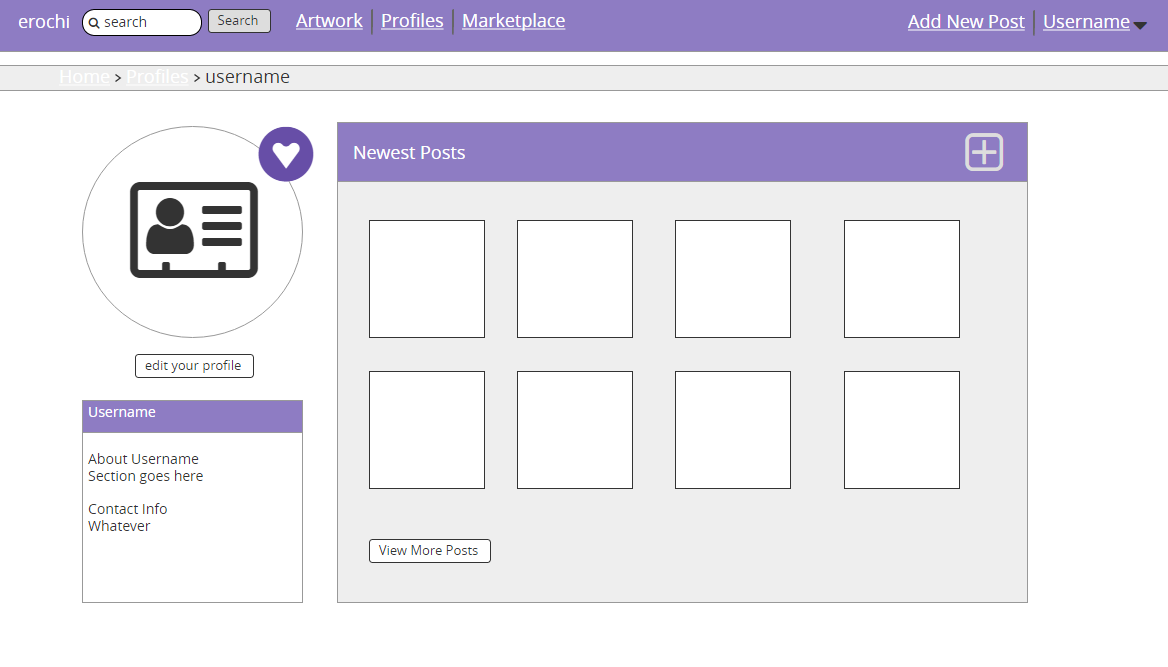 erochi search Search Artwork Profiles Marketplace Add New Post Username
Home > Profiles > username
Newest Posts
edit your profile
Username
About Username
Section goes here
Contact Info
Whatever
View More Posts